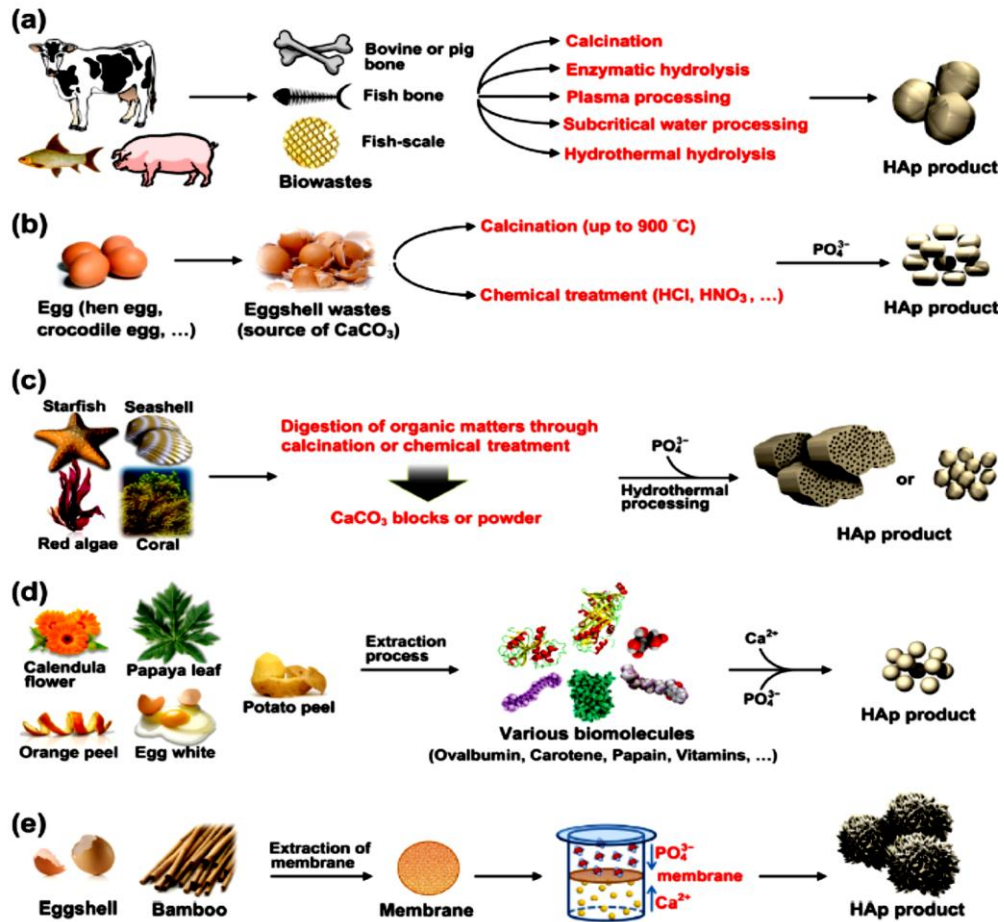 (a)
Bovine or pig
bone
Fish bone
Fish-scale
Biowastes
Calcination
Enzymatic hydrolysis
Plasma processing
Subcritical water processing
Hydrothermal hydrolysis
HAp product
(b)
Egg (hen egg,
crocodile egg, ...)
Eggshell wastes
(source of CaCO₃)
Calcination (up to 900 °C)
Chemical treatment (HCl, HNO₃ , ...)
PO₄³⁻
HAp product
(c)
Starfish
Seashell
Red algae
Coral
Digestion of organic matters through
calcination or chemical treatment
CaCO₃ blocks or powder
PO₄³⁻
Hydrothermal
processing
or
HAp product
(d)
Calendula
flower
Papaya leaf
Orange peel
Egg white
Potato peel
Extraction
process
Various biomolecules
(Ovalbumin, Carotene, Papain, Vitamins, ...)
Ca²⁺
PO₄³⁻
HAp product
(e)
Eggshell
Bamboo
Extraction of
membrane
Membrane
PO₄³⁻
membrane
Ca²⁺
HAp product